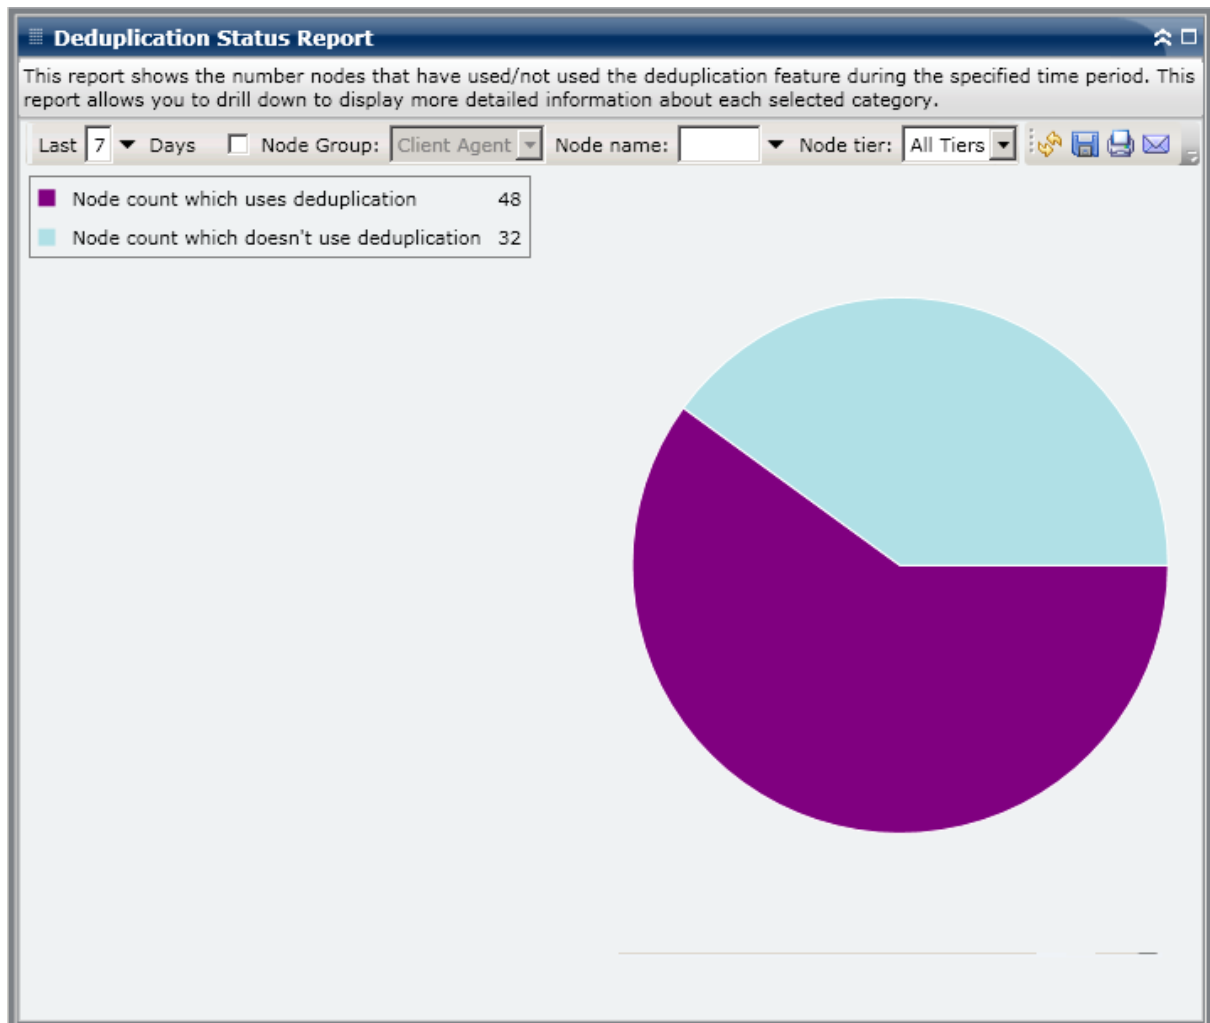 Deduplication Status Report
This report shows the number nodes that have used/not used the deduplication feature during the specified time period. This
report allows you to drill down to display more detailed information about each selected category.
Last 7 Days Node Group: Client Agent Node name: Node tier: All Tiers
Node count which uses deduplication 48
Node count which doesn't use deduplication 32